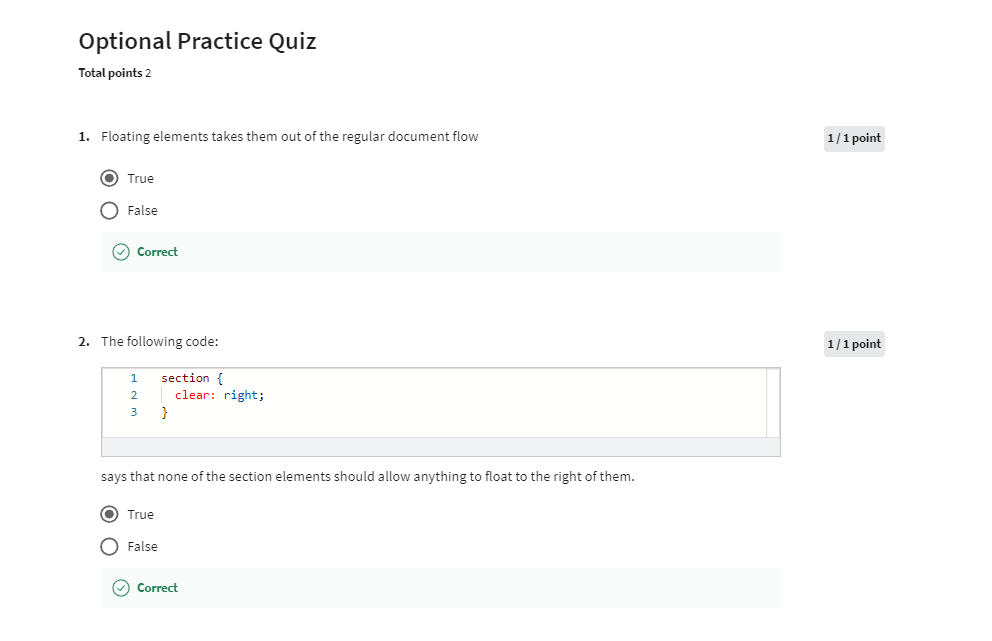 Optional Practice Quiz
Total points 2
1. Floating elements takes them out of the regular document flow
1 / 1 point
True
False
Correct
2. The following code:
1 / 1 point
1 section {
2 clear: right;
3 }
says that none of the section elements should allow anything to float to the right of them.
True
False
Correct